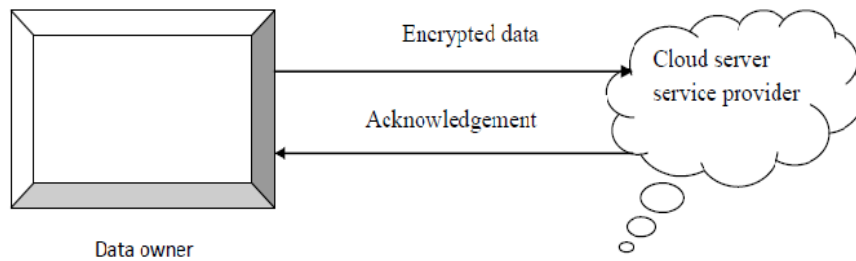 Encrypted data
Cloud server
service provider
Acknowledgement
Data owner